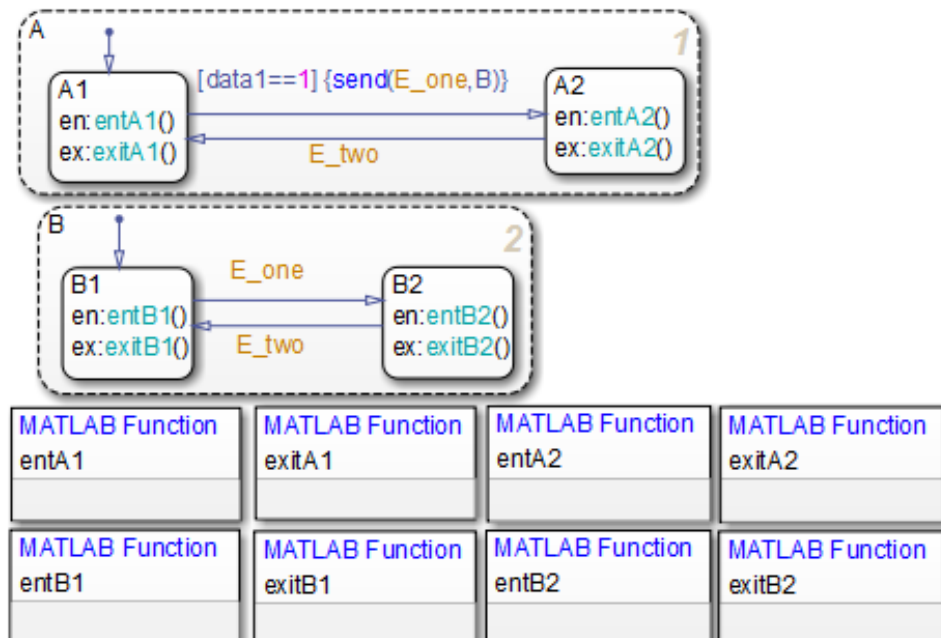 A
1
[data1==1] {send(E_one,B)}
A1
en:entA1()
ex:exitA1()
A2
en:entA2()
ex:exitA2()
E_two
B
2
E_one
B1
en:entB1()
ex:exitB1()
B2
en:entB2()
ex:exitB2()
E_two
MATLAB Function
entA1
MATLAB Function
exitA1
MATLAB Function
entA2
MATLAB Function
exitA2
MATLAB Function
entB1
MATLAB Function
exitB1
MATLAB Function
entB2
MATLAB Function
exitB2